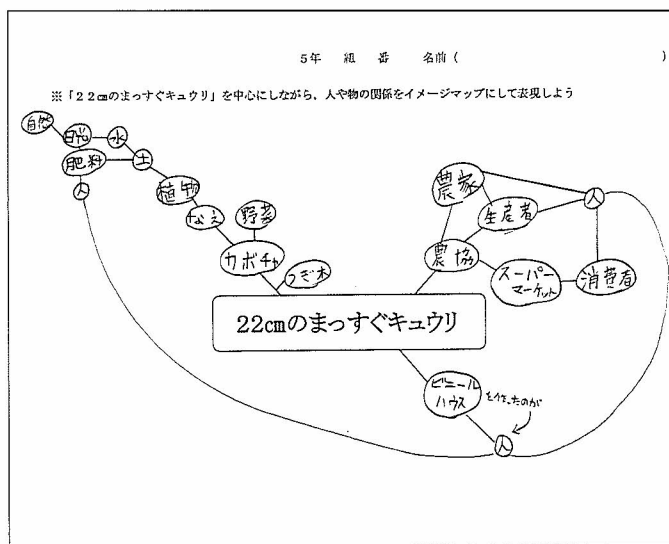 5年 組 番 名前( )
※「22㎝のまっすぐキュウリ」を中心にしながら、人や物の関係をイメージマップにして表現しよう
自然
日光
水
肥料
土
人
植物
なえ
野菜
カボチャ
つぎ木
農家
人
生産者
農協
スーパー
マーケット
消費者
22㎝のまっすぐキュウリ
ビニール
ハウス
を作ったのが
人